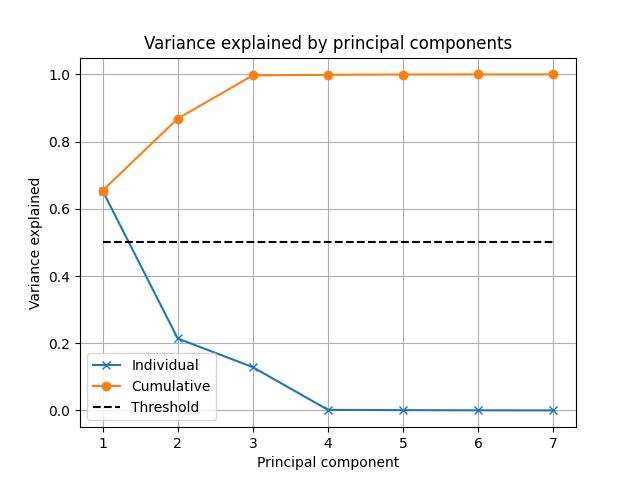 Variance explained by principal components
Variance explained
1.0
0.8
0.6
0.4
0.2
0.0
Individual
Cumulative
Threshold
1 2 3 4 5 6 7
Principal component